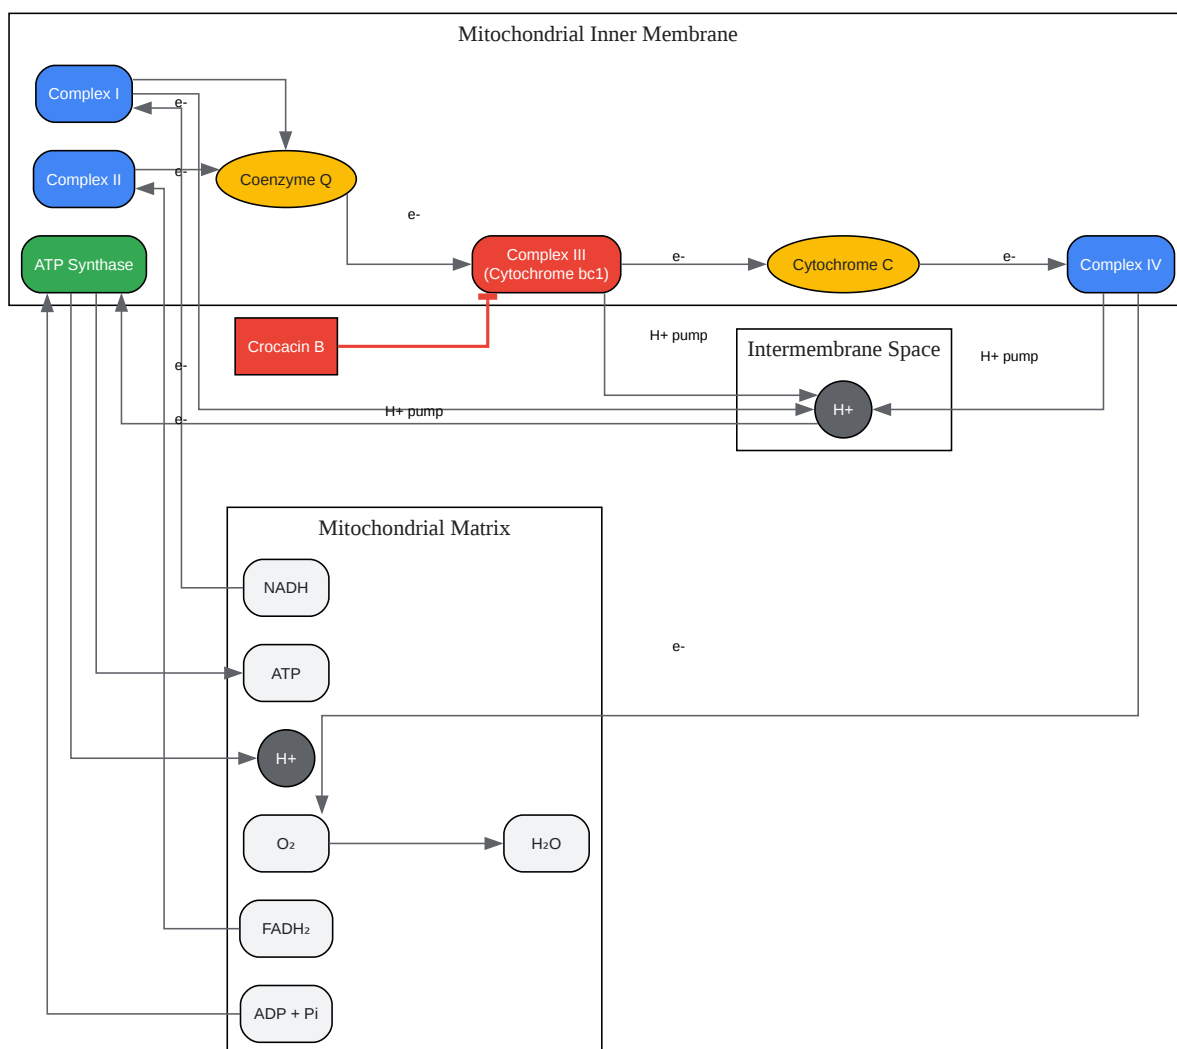 Mitochondrial Inner Membrane
Complex I
e-
Complex II
e-
Coenzyme Q
e-
ATP Synthase
Complex III
(Cytochrome bc1)
e-
Cytochrome C
e-
Complex IV
Crocacin B
H+ pump
Intermembrane Space
H+ pump
e-
H+ pump
H+
e-
Mitochondrial Matrix
NADH
e-
ATP
H+
O₂
H₂O
FADH₂
ADP + Pi